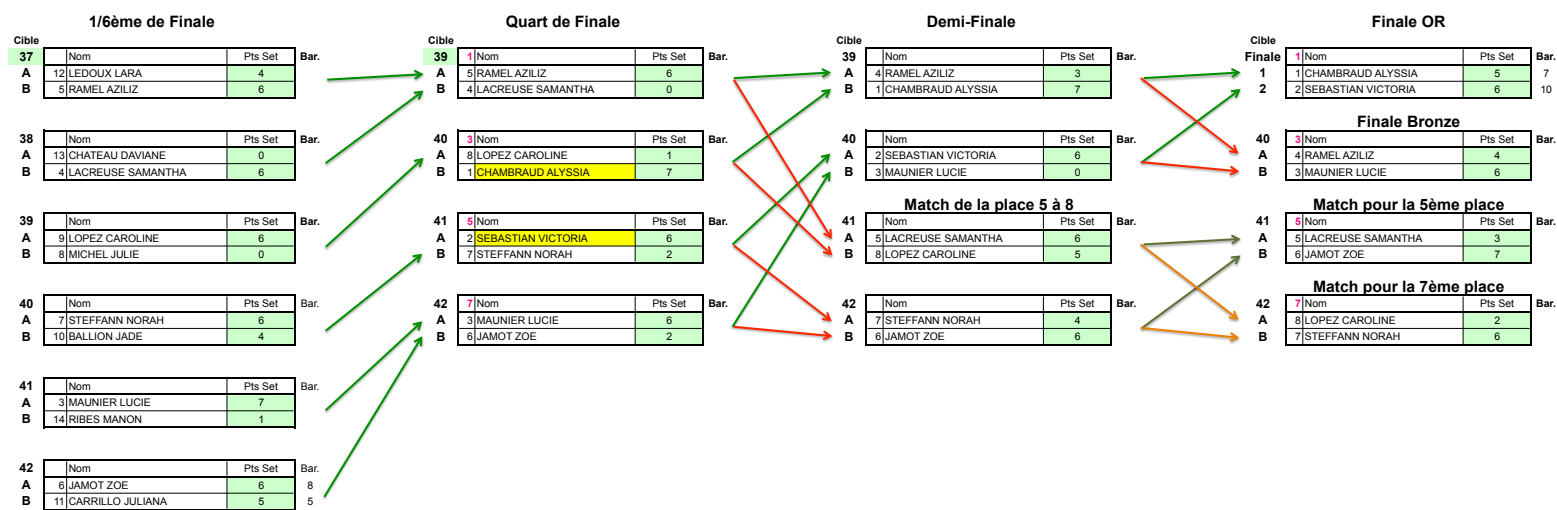 1/6ème de Finale
Cible
37 Nom Pts Set Bar.
A 12 LEDOUX LARA 4
B 5 RAMEL AZILIZ 6
38 Nom Pts Set Bar.
A 13 CHATEAU DAVIANE 0
B 4 LACREUSE SAMANTHA 6
39 Nom Pts Set Bar.
A 9 LOPEZ CAROLINE 6
B 8 MICHEL JULIE 0
40 Nom Pts Set Bar.
A 7 STEFFANN NORAH 6
B 10 BALLION JADE 4
41 Nom Pts Set Bar.
A 3 MAUNIER LUCIE 7
B 14 RIBES MANON 1
42 Nom Pts Set Bar.
A 6 JAMOT ZOE 6 8
B 11 CARRILLO JULIANA 5 5
Quart de Finale
Cible
39 1 Nom Pts Set Bar.
A 5 RAMEL AZILIZ 6
B 4 LACREUSE SAMANTHA 0
40 3 Nom Pts Set Bar.
A 8 LOPEZ CAROLINE 1
B 1 CHAMBRAUD ALYSSIA 7
41 5 Nom Pts Set Bar.
A 2 SEBASTIAN VICTORIA 6
B 7 STEFFANN NORAH 2
42 7 Nom Pts Set Bar.
A 3 MAUNIER LUCIE 6
B 6 JAMOT ZOE 2
Demi-Finale
Cible
39 Nom Pts Set Bar.
A 4 RAMEL AZILIZ 3
B 1 CHAMBRAUD ALYSSIA 7
40 Nom Pts Set Bar.
A 2 SEBASTIAN VICTORIA 6
B 3 MAUNIER LUCIE 0
Match de la place 5 à 8
41 Nom Pts Set Bar.
A 5 LACREUSE SAMANTHA 6
B 8 LOPEZ CAROLINE 5
42 Nom Pts Set Bar.
A 7 STEFFANN NORAH 4
B 6 JAMOT ZOE 6
Finale OR
Cible
Finale 1 Nom Pts Set Bar.
1 1 CHAMBRAUD ALYSSIA 5 7
2 2 SEBASTIAN VICTORIA 6 10
Finale Bronze
40 3 Nom Pts Set Bar.
A 4 RAMEL AZILIZ 4
B 3 MAUNIER LUCIE 6
Match pour la 5ème place
41 5 Nom Pts Set Bar.
A 5 LACREUSE SAMANTHA 3
B 6 JAMOT ZOE 7
Match pour la 7ème place
42 7 Nom Pts Set Bar.
A 8 LOPEZ CAROLINE 2
B 7 STEFFANN NORAH 6